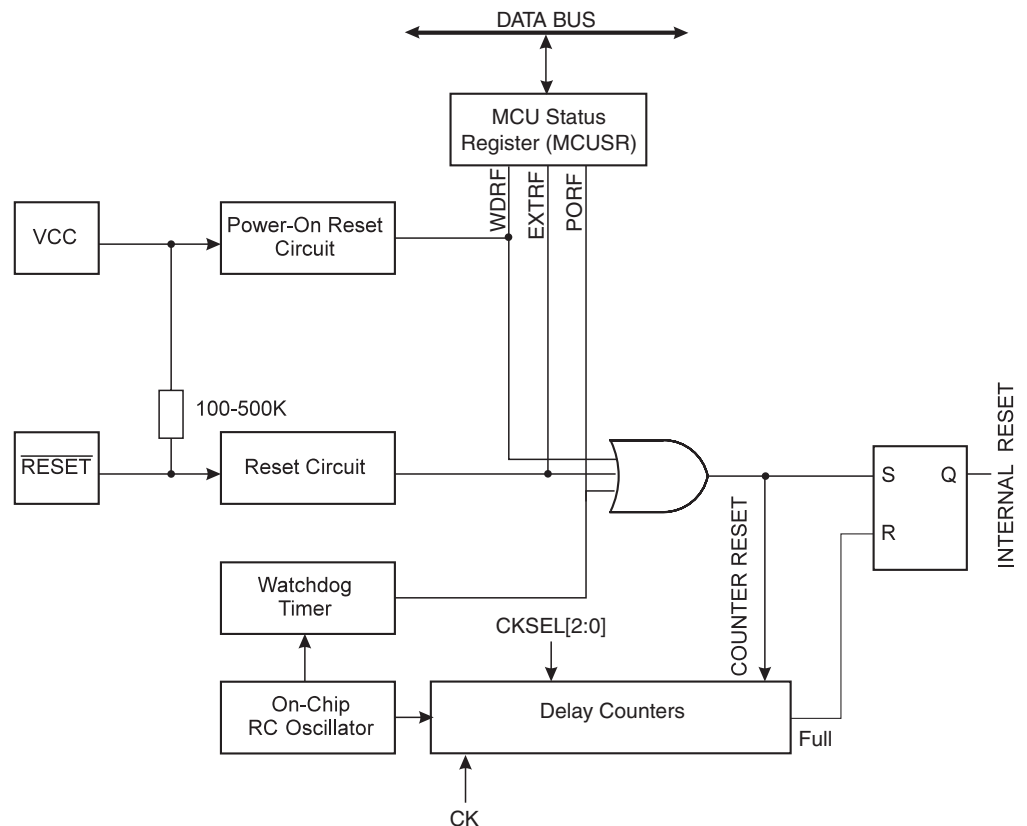 DATA BUS
MCU Status
Register (MCUSR)
WDRF
EXTRF
PORF
VCC
Power-On Reset
Circuit
100-500K
RESET
Reset Circuit
S
Q
R
INTERNAL RESET
COUNTER RESET
Watchdog
Timer
CKSEL[2:0]
On-Chip
RC Oscillator
Delay Counters
Full
CK